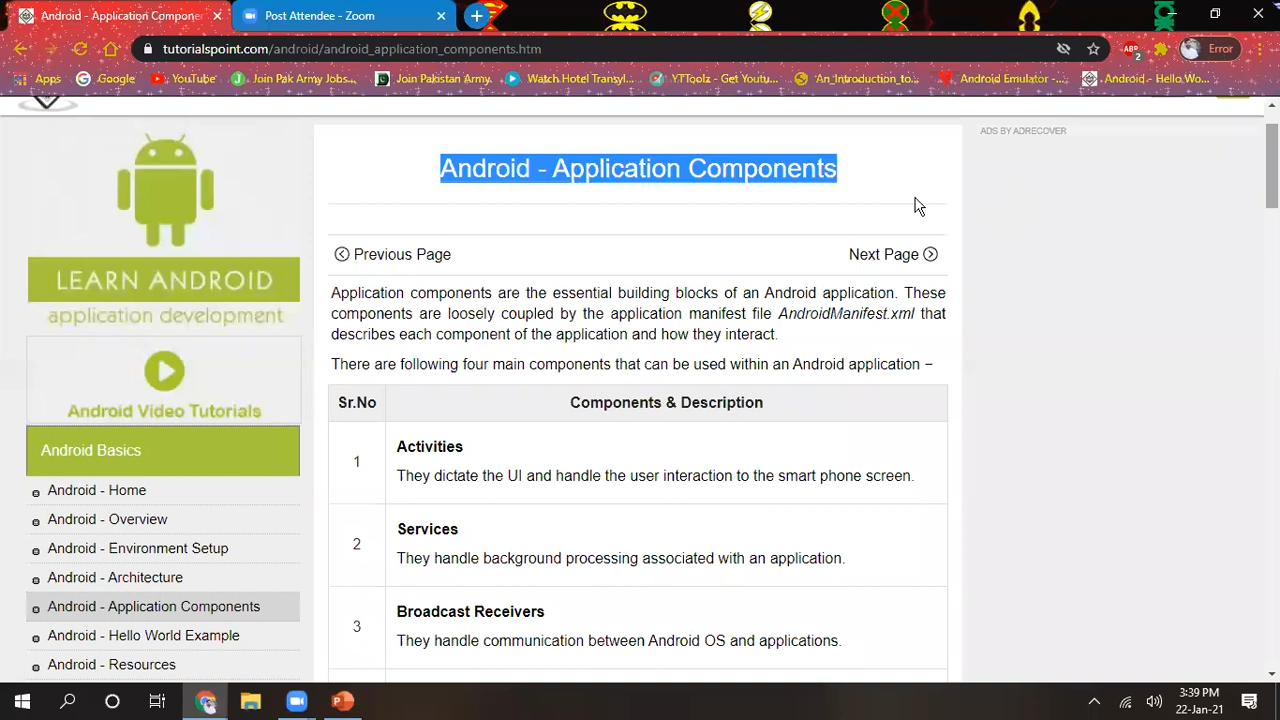 Android - Application Componen
Post Attendee - Zoom
tutorialspoint.com/android/android_application_components.htm
ABP
2
Error
Apps
Google
YouTube
Join Pak Army Jobs...
Join Pakistan Army.
Watch Hotel Transyl...
YTToolz - Get Youtu...
'An_Introduction_to...
Android Emulator -...
Android - Hello Wo...
ADS BY ADRECOVER
Android - Application Components
LEARN ANDROID
application development
Previous Page
Next Page
Application components are the essential building blocks of an Android application. These
components are loosely coupled by the application manifest file AndroidManifest.xml that
describes each component of the application and how they interact.
There are following four main components that can be used within an Android application −
Android Video Tutorials
Sr.No
Components & Description
1
Activities
They dictate the UI and handle the user interaction to the smart phone screen.
2
Services
They handle background processing associated with an application.
3
Broadcast Receivers
They handle communication between Android OS and applications.
Android Basics
Android - Home
Android - Overview
Android - Environment Setup
Android - Architecture
Android - Application Components
Android - Hello World Example
Android - Resources
3:39 PM
22-Jan-21